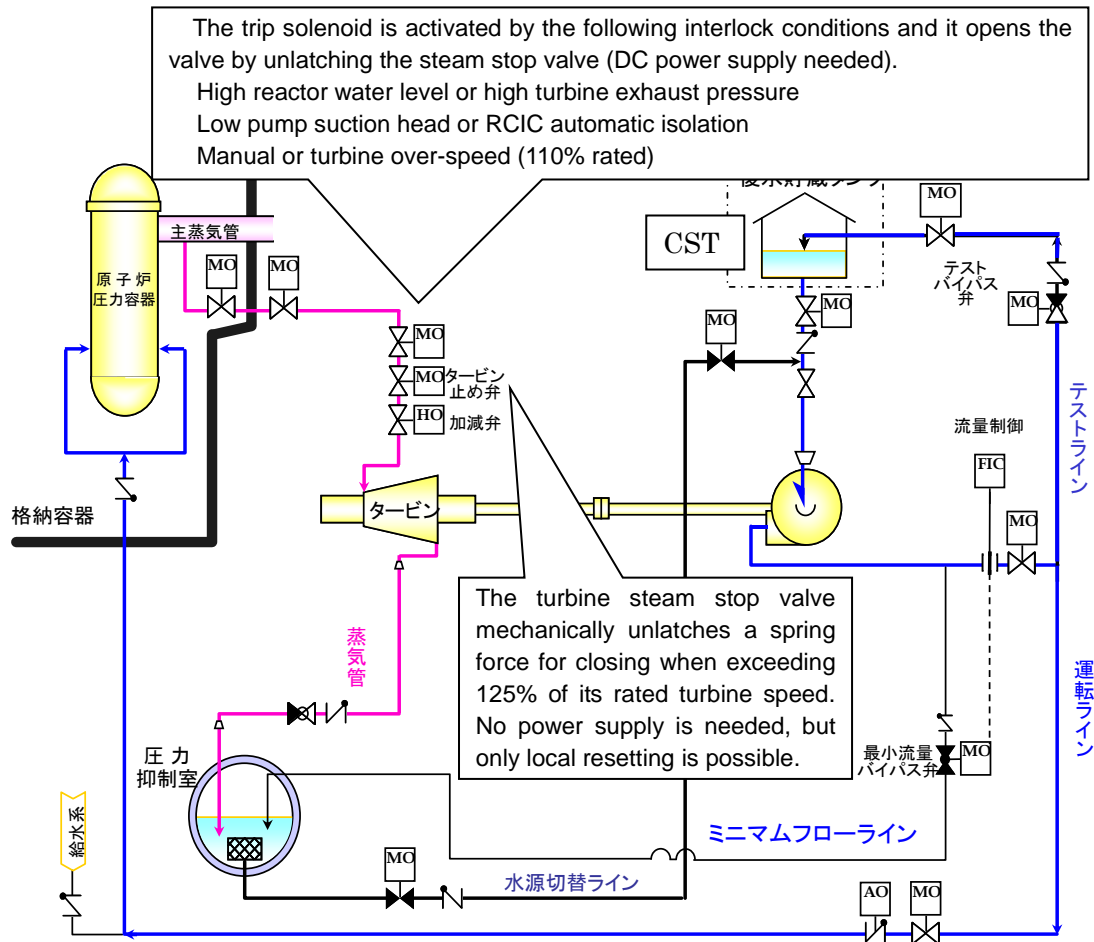 The trip solenoid is activated by the following interlock conditions and it opens the
valve by unlatching the steam stop valve (DC power supply needed).
High reactor water level or high turbine exhaust pressure
Low pump suction head or RCIC automatic isolation
Manual or turbine over-speed (110% rated)
復水貯蔵タンク
MO
CST
主蒸気管
MO
MO
原子炉
圧力容器
テスト
バイパス
弁
MO
MO
MO
MO
MO
タービン
止め弁
HO
加減弁
テストライン
流量制御
FIC
タービン
格納容器
MO
The turbine steam stop valve
mechanically unlatches a spring
force for closing when exceeding
125% of its rated turbine speed.
No power supply is needed, but
only local resetting is possible.
蒸気管
運転ライン
圧力
抑制室
最小流量
バイパス弁
MO
給水系
ミニマムフローライン
MO
水源切替ライン
AO
MO